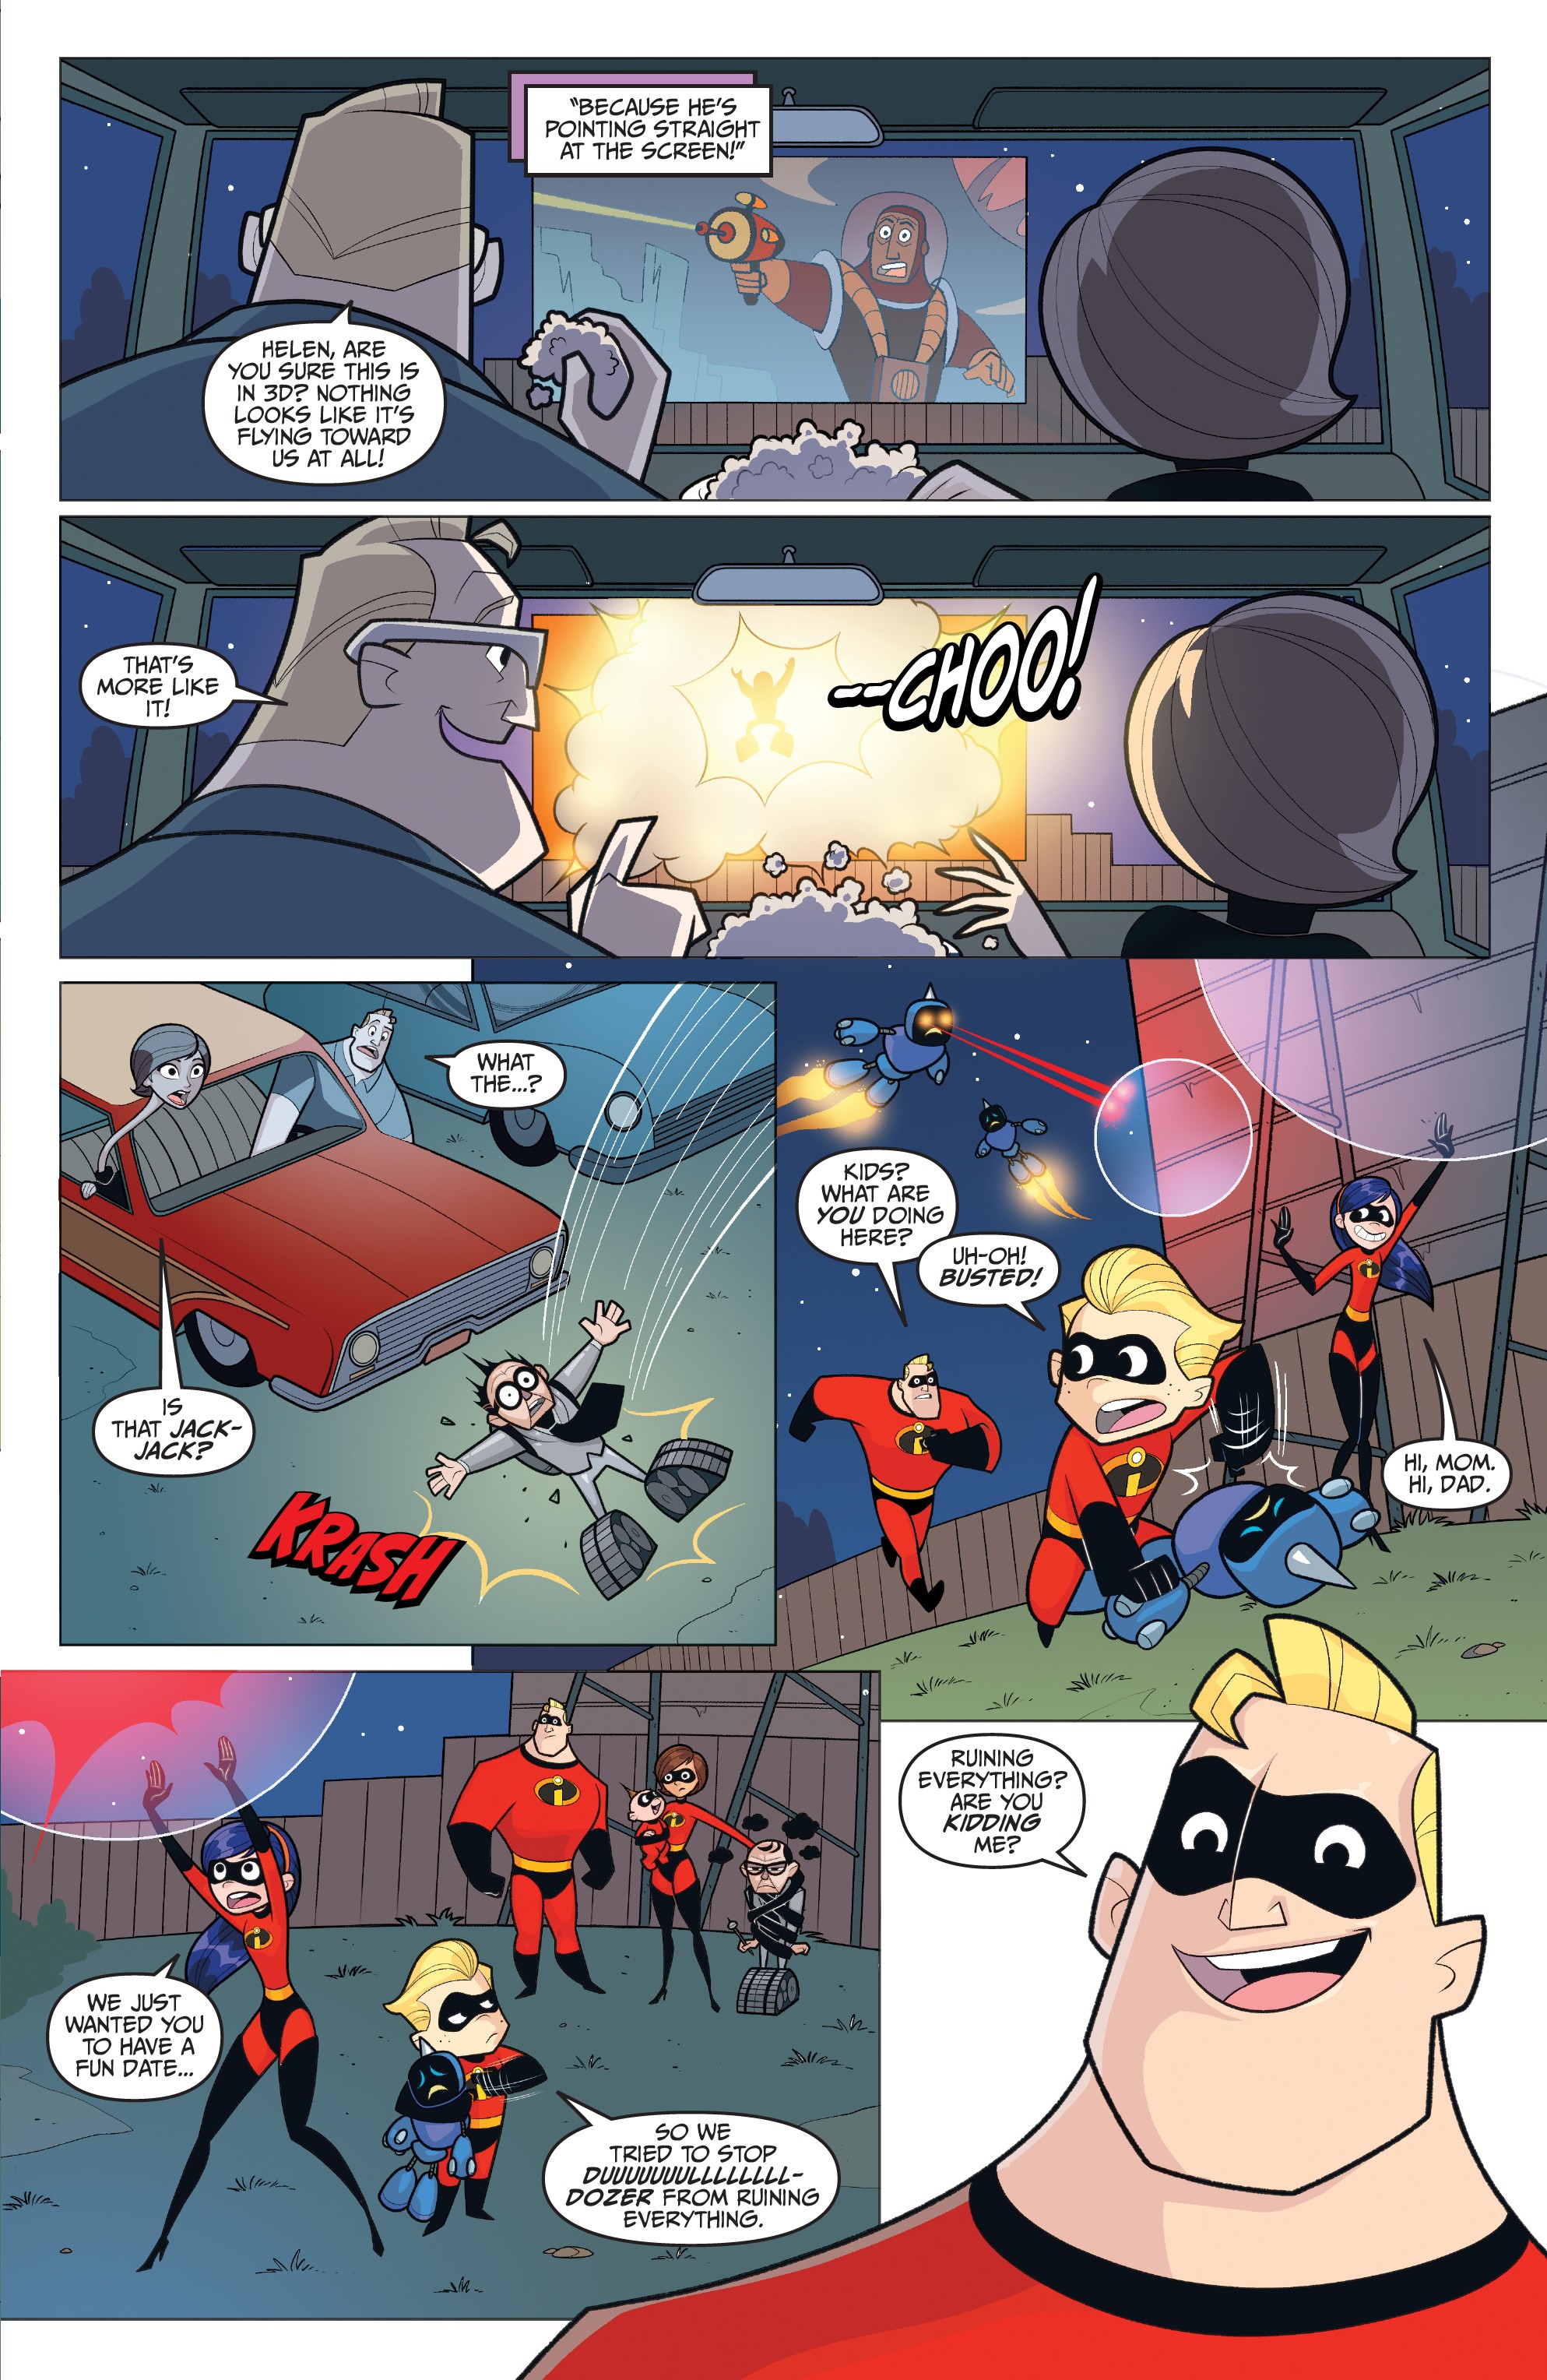 "BECAUSE HE'S
POINTING STRAIGHT
AT THE SCREEN!"
HELEN, ARE
YOU SURE THIS IS
IN 3D? NOTHING
LOOKS LIKE IT'S
FLYING TOWARD
US AT ALL!
THAT'S
MORE LIKE
IT!
--CHOO!
WHAT
THE...?
IS
THAT JACK-
JACK?
KRASH
KIDS?
WHAT ARE
YOU DOING
HERE?
UH-OH!
BUSTED!
HI, MOM.
HI, DAD.
WE JUST
WANTED YOU
TO HAVE A
FUN DATE...
SO WE
TRIED TO STOP
DUUUUUUULLLLLLLL-
DOZER FROM RUINING
EVERYTHING.
RUINING
EVERYTHING?
ARE YOU
KIDDING
ME?